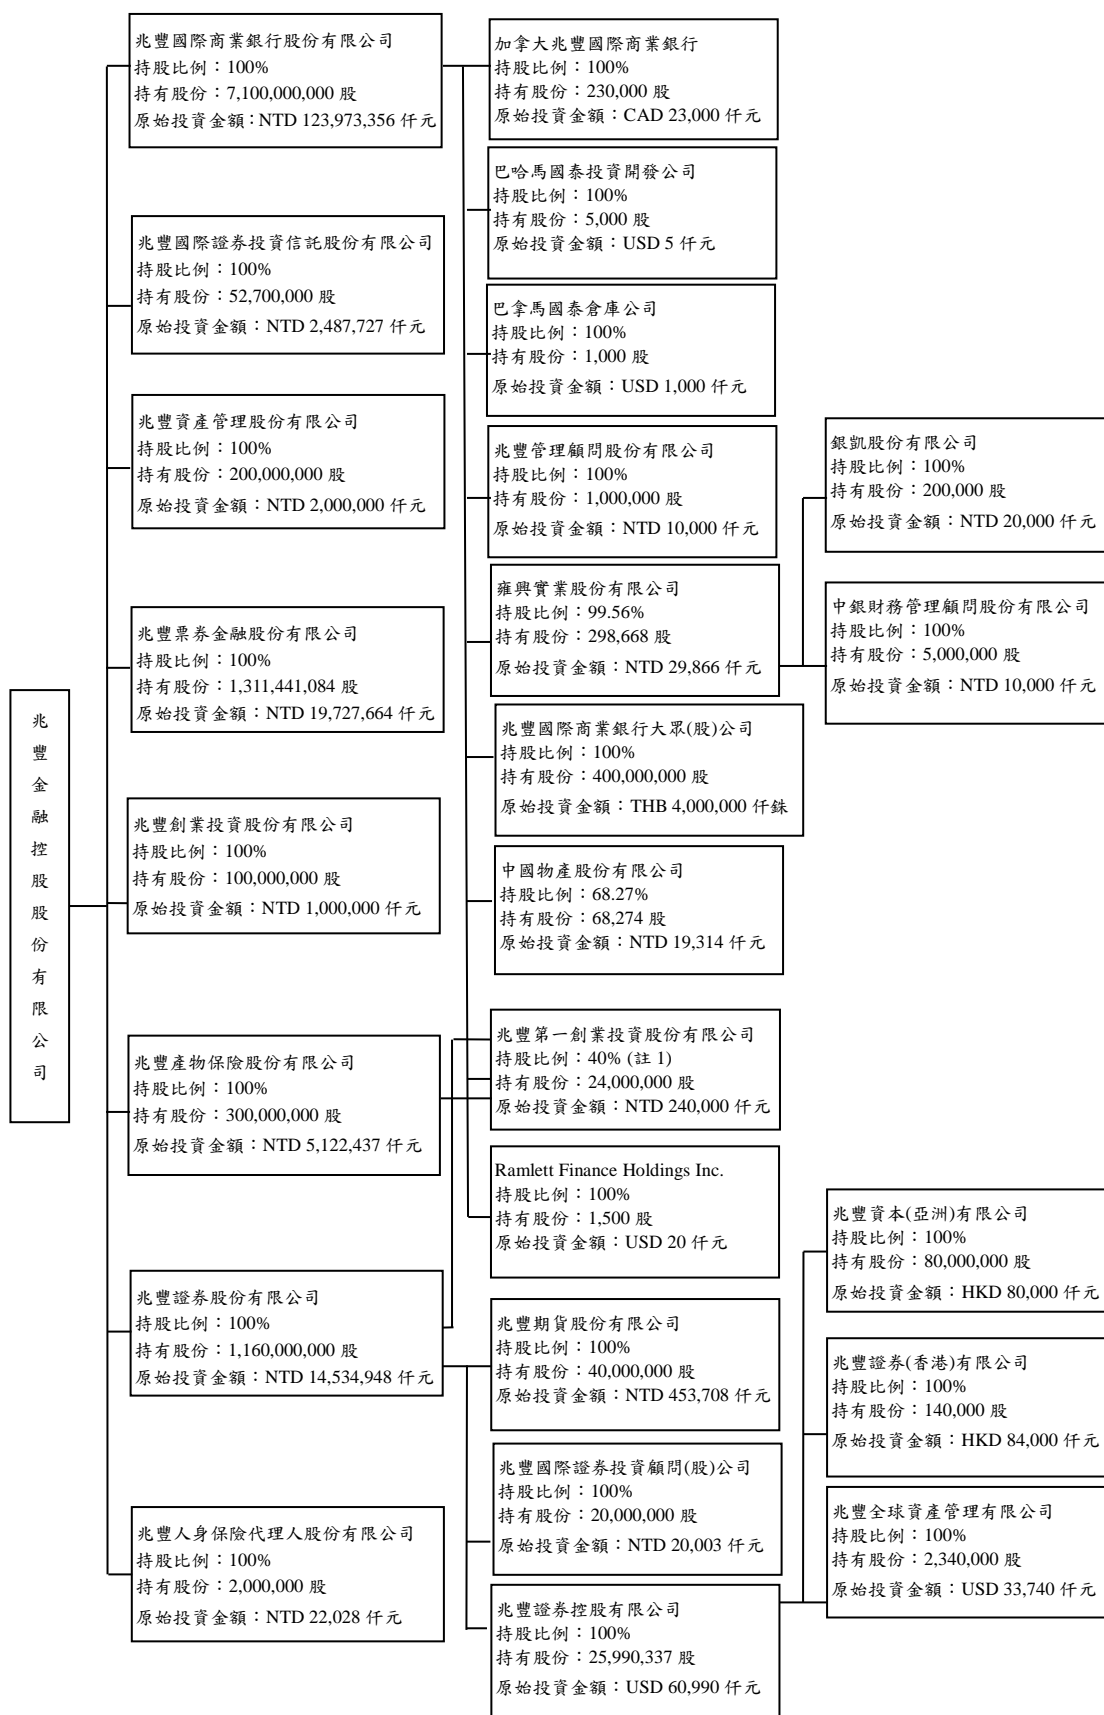 兆豐金融控股股份有限公司
兆豐國際商業銀行股份有限公司
持股比例：100%
持有股份：7,100,000,000 股
原始投資金額：NTD 123,973,356 仟元
兆豐國際證券投資信託股份有限公司
持股比例：100%
持有股份：52,700,000 股
原始投資金額：NTD 2,487,727 仟元
兆豐資產管理股份有限公司
持股比例：100%
持有股份：200,000,000 股
原始投資金額：NTD 2,000,000 仟元
兆豐票券金融股份有限公司
持股比例：100%
持有股份：1,311,441,084 股
原始投資金額：NTD 19,727,664 仟元
兆豐創業投資股份有限公司
持股比例：100%
持有股份：100,000,000 股
原始投資金額：NTD 1,000,000 仟元
兆豐產物保險股份有限公司
持股比例：100%
持有股份：300,000,000 股
原始投資金額：NTD 5,122,437 仟元
兆豐證券股份有限公司
持股比例：100%
持有股份：1,160,000,000 股
原始投資金額：NTD 14,534,948 仟元
兆豐人身保險代理人股份有限公司
持股比例：100%
持有股份：2,000,000 股
原始投資金額：NTD 22,028 仟元
加拿大兆豐國際商業銀行
持股比例：100%
持有股份：230,000 股
原始投資金額：CAD 23,000 仟元
巴哈馬國泰投資開發公司
持股比例：100%
持有股份：5,000 股
原始投資金額：USD 5 仟元
巴拿馬國泰倉庫公司
持股比例：100%
持有股份：1,000 股
原始投資金額：USD 1,000 仟元
兆豐管理顧問股份有限公司
持股比例：100%
持有股份：1,000,000 股
原始投資金額：NTD 10,000 仟元
雍興實業股份有限公司
持股比例：99.56%
持有股份：298,668 股
原始投資金額：NTD 29,866 仟元
兆豐國際商業銀行大眾(股)公司
持股比例：100%
持有股份：400,000,000 股
原始投資金額：THB 4,000,000 仟銖
中國物產股份有限公司
持股比例：68.27%
持有股份：68,274 股
原始投資金額：NTD 19,314 仟元
兆豐第一創業投資股份有限公司
持股比例：40% (註 1)
持有股份：24,000,000 股
原始投資金額：NTD 240,000 仟元
Ramlett Finance Holdings Inc.
持股比例：100%
持有股份：1,500 股
原始投資金額：USD 20 仟元
兆豐期貨股份有限公司
持股比例：100%
持有股份：40,000,000 股
原始投資金額：NTD 453,708 仟元
兆豐國際證券投資顧問(股)公司
持股比例：100%
持有股份：20,000,000 股
原始投資金額：NTD 20,003 仟元
兆豐證券控股有限公司
持股比例：100%
持有股份：25,990,337 股
原始投資金額：USD 60,990 仟元
銀凱股份有限公司
持股比例：100%
持有股份：200,000 股
原始投資金額：NTD 20,000 仟元
中銀財務管理顧問股份有限公司
持股比例：100%
持有股份：5,000,000 股
原始投資金額：NTD 10,000 仟元
兆豐資本(亞洲)有限公司
持股比例：100%
持有股份：80,000,000 股
原始投資金額：HKD 80,000 仟元
兆豐證券(香港)有限公司
持股比例：100%
持有股份：140,000 股
原始投資金額：HKD 84,000 仟元
兆豐全球資產管理有限公司
持股比例：100%
持有股份：2,340,000 股
原始投資金額：USD 33,740 仟元